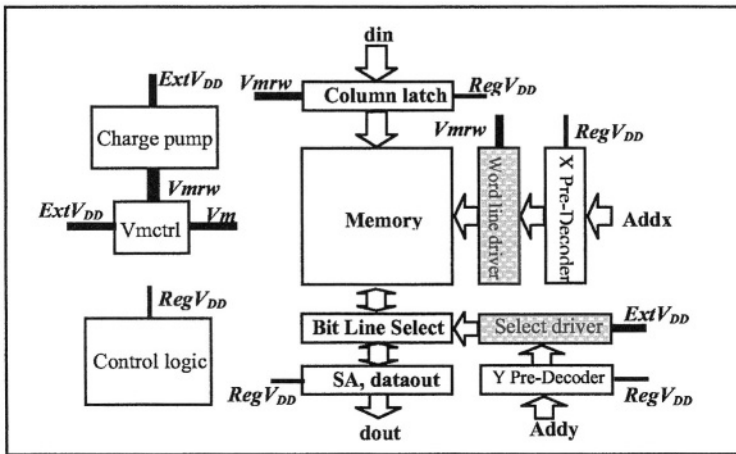 din
ExtV_DD
Vmrw
Column latch
RegV_DD
Charge pump
Vmrw
RegV_DD
Vmrw
ExtV_DD
Vmctrl
Vm
Memory
Word line driver
X Pre-Decoder
Addx
RegV_DD
Control logic
Bit Line Select
Select driver
ExtV_DD
RegV_DD
SA, dataout
Y Pre-Decoder
RegV_DD
dout
Addy